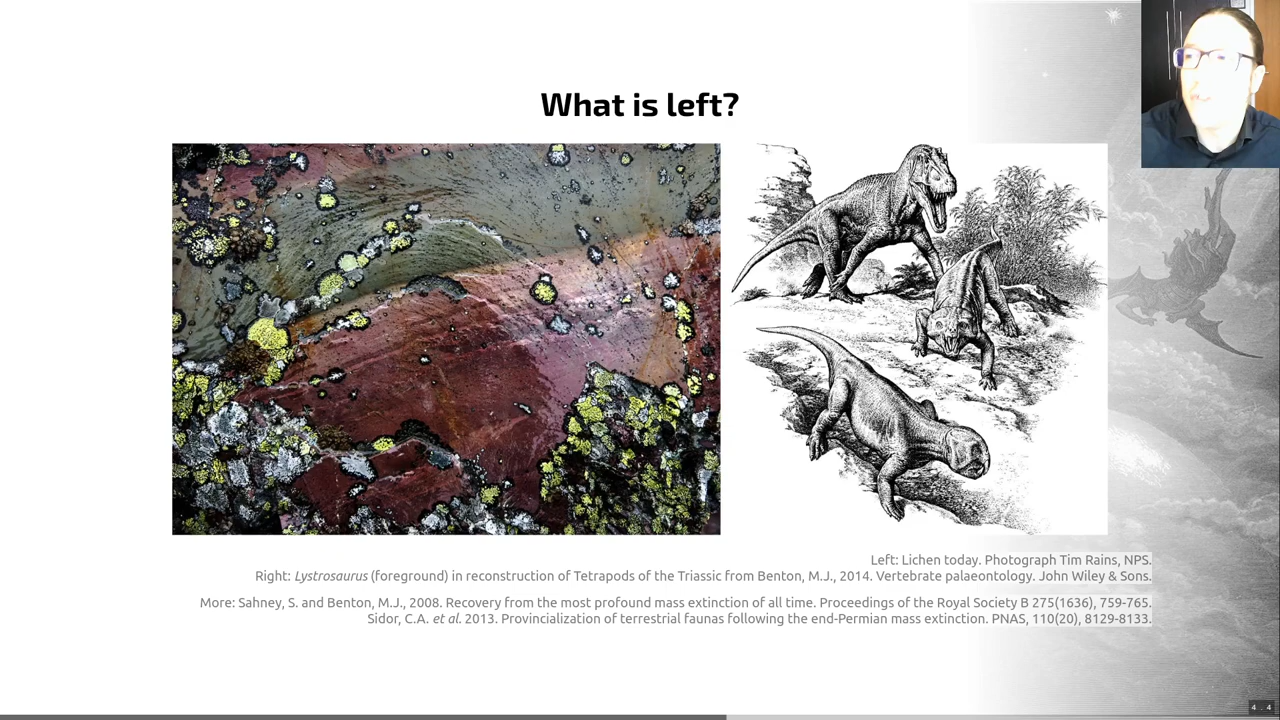 What is left?
Left: Lichen today. Photograph Tim Rains, NPS.
Right: Lystrosaurus (foreground) in reconstruction of Tetrapods of the Triassic from Benton, M.J., 2014. Vertebrate palaeontology. John Wiley & Sons.
More: Sahney, S. and Benton, M.J., 2008. Recovery from the most profound mass extinction of all time. Proceedings of the Royal Society B 275(1636), 759-765.
Sidor, C.A. et al. 2013. Provincialization of terrestrial faunas following the end-Permian mass extinction. PNAS, 110(20), 8129-8133.
4 . 4